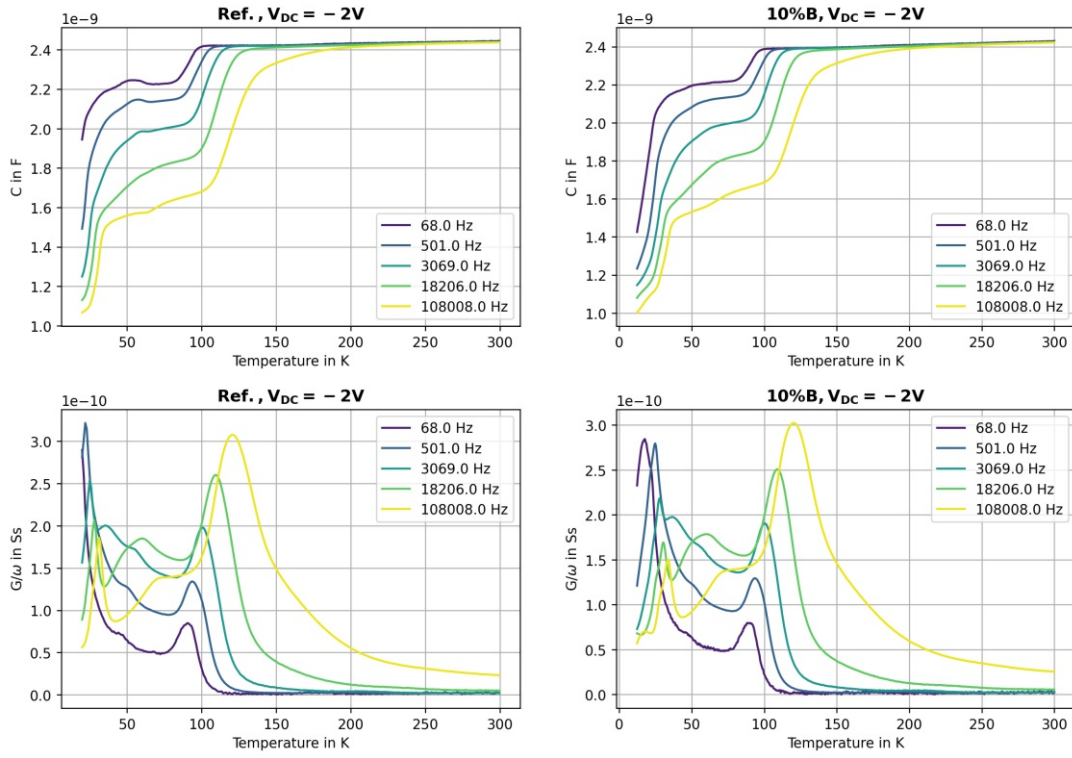 Ref., V_DC = − 2V
1e−9
C in F
2.4
2.2
2.0
1.8
1.6
1.4
1.2
1.0
68.0 Hz
501.0 Hz
3069.0 Hz
18206.0 Hz
108008.0 Hz
50 100 150 200 250 300
Temperature in K
10%B, V_DC = − 2V
1e−9
C in F
2.4
2.2
2.0
1.8
1.6
1.4
1.2
1.0
68.0 Hz
501.0 Hz
3069.0 Hz
18206.0 Hz
108008.0 Hz
0 50 100 150 200 250 300
Temperature in K
Ref., V_DC = − 2V
1e−10
G/ω in Ss
3.0
2.5
2.0
1.5
1.0
0.5
0.0
68.0 Hz
501.0 Hz
3069.0 Hz
18206.0 Hz
108008.0 Hz
50 100 150 200 250 300
Temperature in K
10%B, V_DC = − 2V
1e−10
G/ω in Ss
3.0
2.5
2.0
1.5
1.0
0.5
0.0
68.0 Hz
501.0 Hz
3069.0 Hz
18206.0 Hz
108008.0 Hz
0 50 100 150 200 250 300
Temperature in K